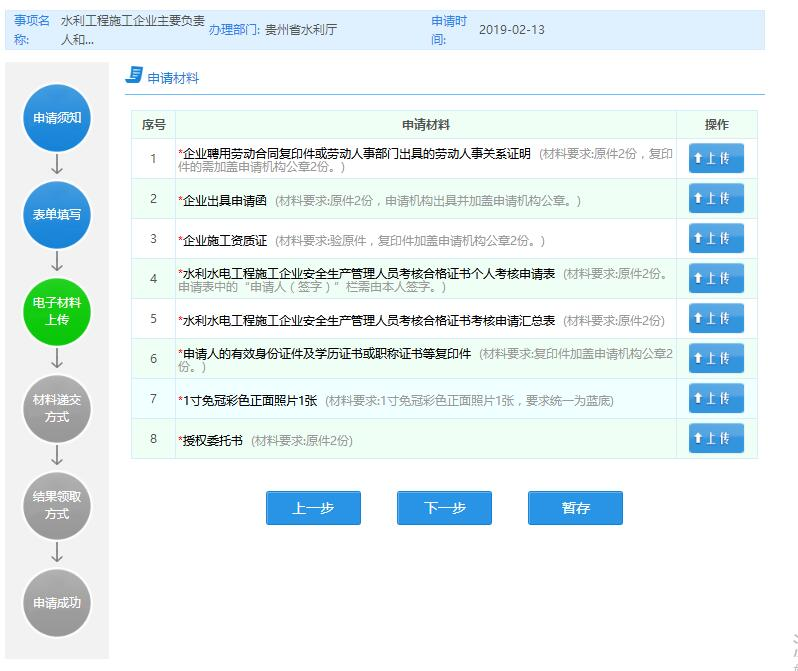 事项名
称:
水利工程施工企业主要负责
人和...
办理部门: 贵州省水利厅
申请时
间:
2019-02-13
申请须知
表单填写
电子材料
上传
材料递交
方式
结果领取
方式
申请成功
申请材料
序号 申请材料 操作
1 *企业聘用劳动合同复印件或劳动人事部门出具的劳动人事关系证明 (材料要求:原件2份，复印
件的需加盖申请机构公章2份。) 上传
2 *企业出具申请函 (材料要求:原件2份，申请机构出具并加盖申请机构公章。) 上传
3 *企业施工资质证 (材料要求:验原件，复印件加盖申请机构公章2份。) 上传
4 *水利水电工程施工企业安全生产管理人员考核合格证书个人考核申请表 (材料要求:原件2份。
申请表中的“申请人（签字）”栏需由本人签字。) 上传
5 *水利水电工程施工企业安全生产管理人员考核合格证书考核申请汇总表 (材料要求:原件2份) 上传
6 *申请人的有效身份证件及学历证书或职称证书等复印件 (材料要求:复印件加盖申请机构公章2
份。) 上传
7 *1寸免冠彩色正面照片1张 (材料要求:1寸免冠彩色正面照片1张，要求统一为蓝底) 上传
8 *授权委托书 (材料要求:原件2份) 上传
上一步 下一步 暂存